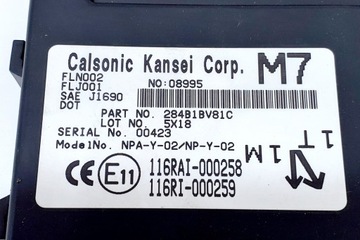 Calsonic Kansei Corp. M7
FLN002
FLJ001 NO:08995
SAE J1690
DOT
PART NO. 284B1BV81C
LOT NO. 5X18
SERIAL No. 00423
ModelNo. NPA-Y-02/NP-Y-02
CE E11
116RAI-000258
116RI-000259
1M
1T